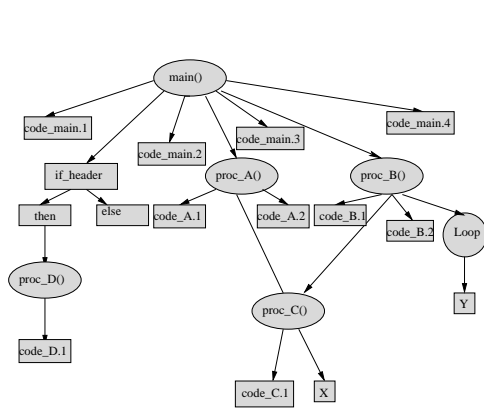 main()
code_main.1
code_main.2
code_main.3
code_main.4
if_header
proc_A()
proc_B()
then
else
code_A.1
code_A.2
code_B.1
code_B.2
Loop
proc_D()
proc_C()
Y
code_D.1
code_C.1
X